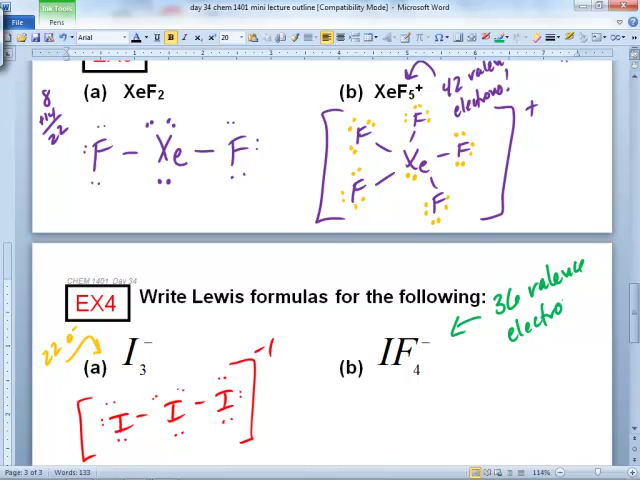 day 34 chem 1401 mini lecture outline [Compatibility Mode] - Microsoft Word
Ink Tools
File
Pens
Arial
12
(a) XeF2
(b) XeF5+
42 valence
electrons!
8
+14
22
F – Xe – F
F
F
Xe
F
F
F
+
CHEM 1401 Day 34
EX4
Write Lewis formulas for the following:
36 valence
electro
22 e-
(a) I3−
(b) IF4−
I – I – I
-1
Page: 3 of 3
Words: 133
114%